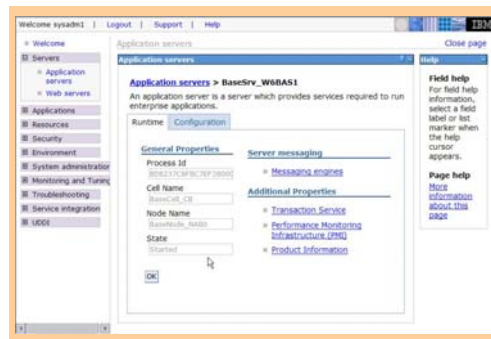 Welcome sysadm1 | Logout | Support | Help
IBM
Welcome
Servers
Application servers
Web servers
Applications
Resources
Security
Environment
System administration
Monitoring and Tuning
Troubleshooting
Service integration
UDDI
Application servers
Close page
Application servers
Application servers > BaseSrv_W6BAS1
An application server is a server which provides services required to run
enterprise applications.
Runtime
Configuration
General Properties
Process Id
Cell Name
BaseCell_CB
Node Name
BaseNode_NAB0
State
Started
OK
Server messaging
Messaging engines
Additional Properties
Transaction Service
Performance Monitoring
Infrastructure (PMI)
Product Information
Help
Field help
For field help
information,
select a field
label or list
marker when
the help
cursor
appears.
Page help
More
information
about this
page